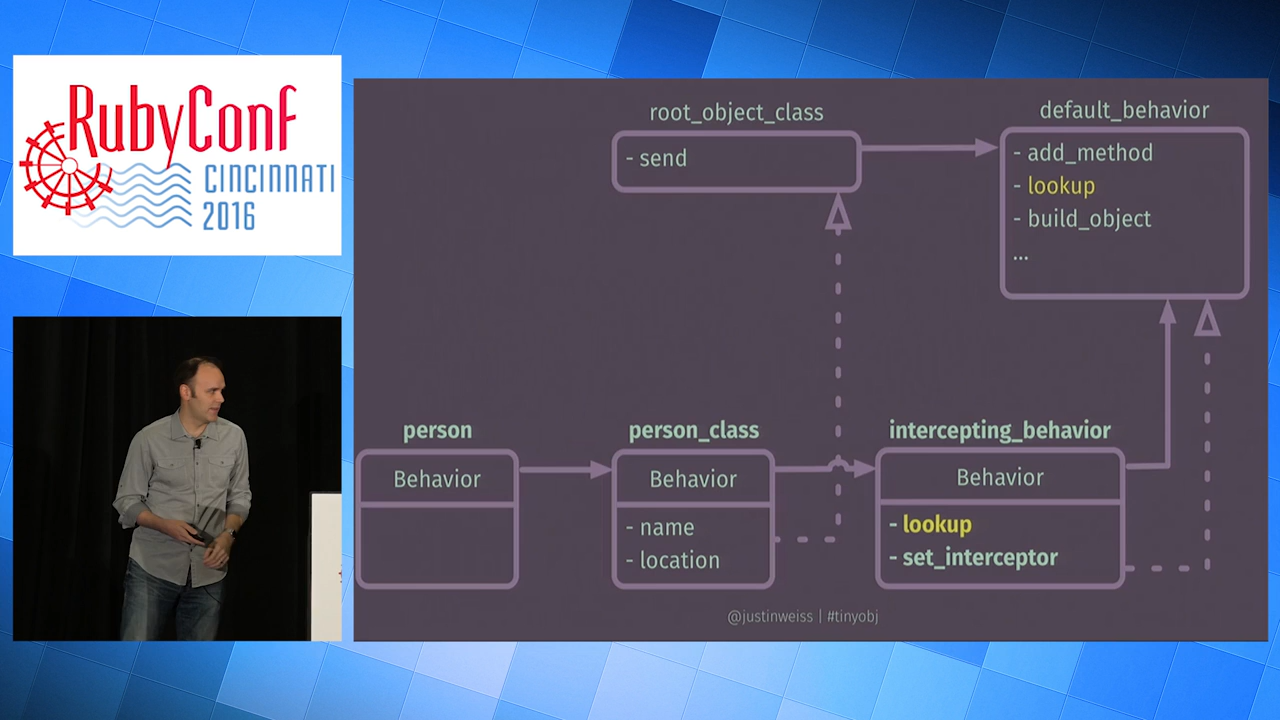 RubyConf
CINCINNATI
2016
root_object_class
- send
default_behavior
- add_method
- lookup
- build_object
...
person
Behavior
person_class
Behavior
- name
- location
intercepting_behavior
Behavior
- lookup
- set_interceptor
@justinweiss | #tinyobj